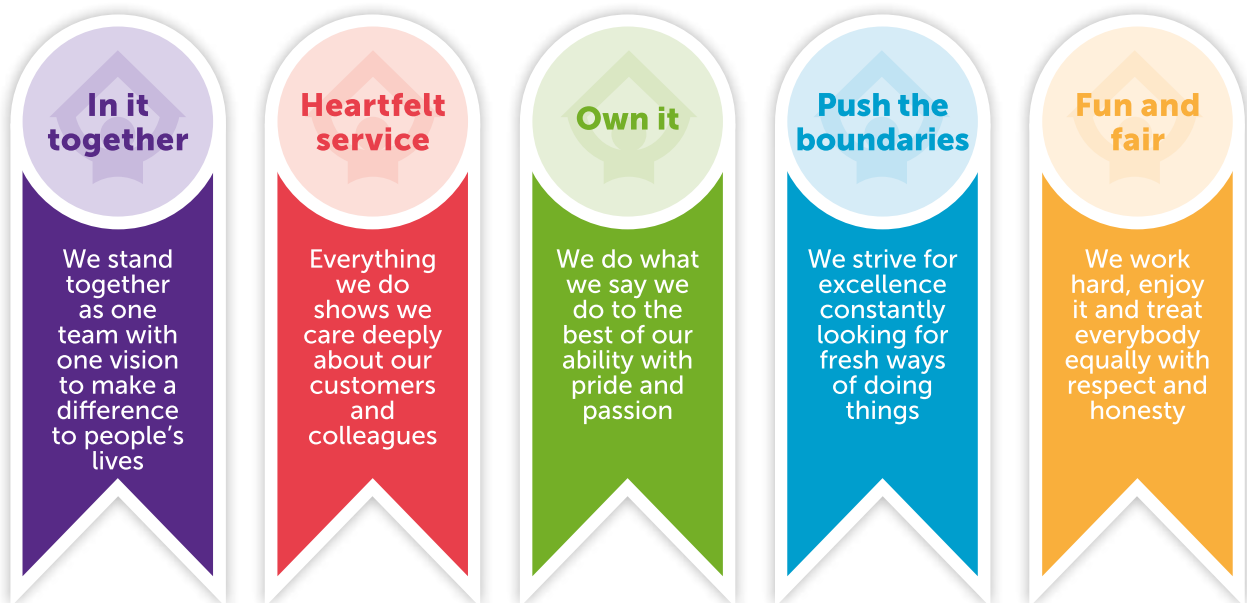 In it
together
We stand
together
as one
team with
one vision
to make a
difference
to people's
lives
Heartfelt
service
Everything
we do
shows we
care deeply
about our
customers
and
colleagues
Own it
We do what
we say we
do to the
best of our
ability with
pride and
passion
Push the
boundaries
We strive for
excellence
constantly
looking for
fresh ways
of doing
things
Fun and
fair
We work
hard, enjoy
it and treat
everybody
equally with
respect and
honesty